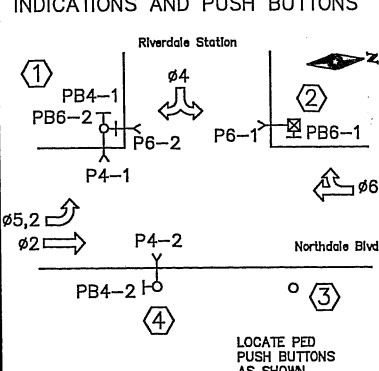 INDICATIONS AND PUSH BUTTONS
Riverdale Station
1
ø4
N
PB4-1
2
PB6-2
P6-2
P6-1
PB6-1
P4-1
ø6
ø5,2
ø2
P4-2
Northdale Blvd
PB4-2
3
4
LOCATE PED
PUSH BUTTONS
AS SHOWN